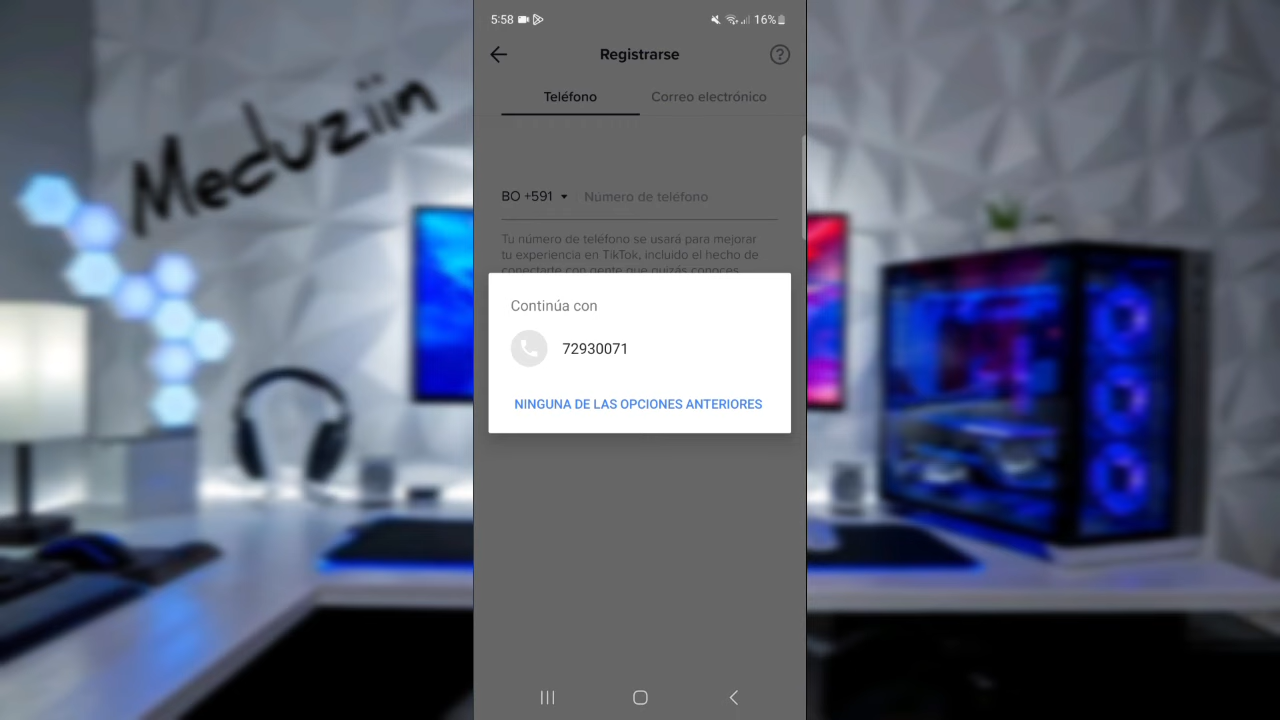 Meduziin
5:58
16%
Registrarse
Teléfono
Correo electrónico
BO +591
Número de teléfono
Tu número de teléfono se usará para mejorar
tu experiencia en TikTok, incluido el hecho de
conectarte con gente que quizás conoces
Continúa con
72930071
NINGUNA DE LAS OPCIONES ANTERIORES